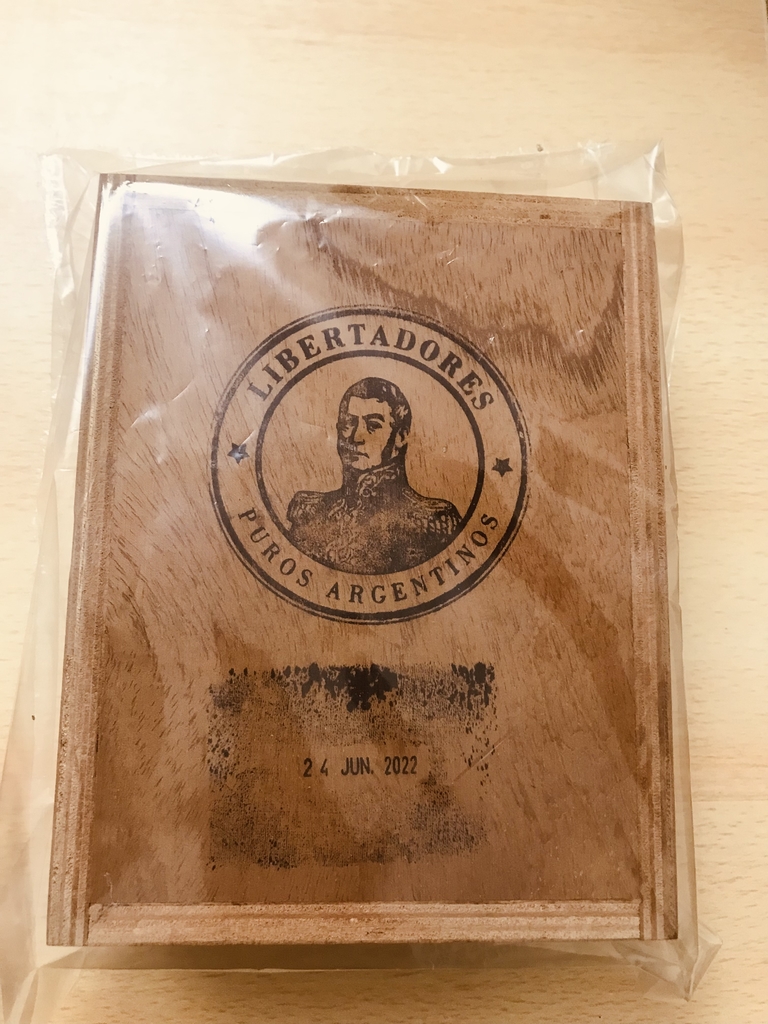 LIBERTADORES
PUROS ARGENTINOS
24 JUN. 2022